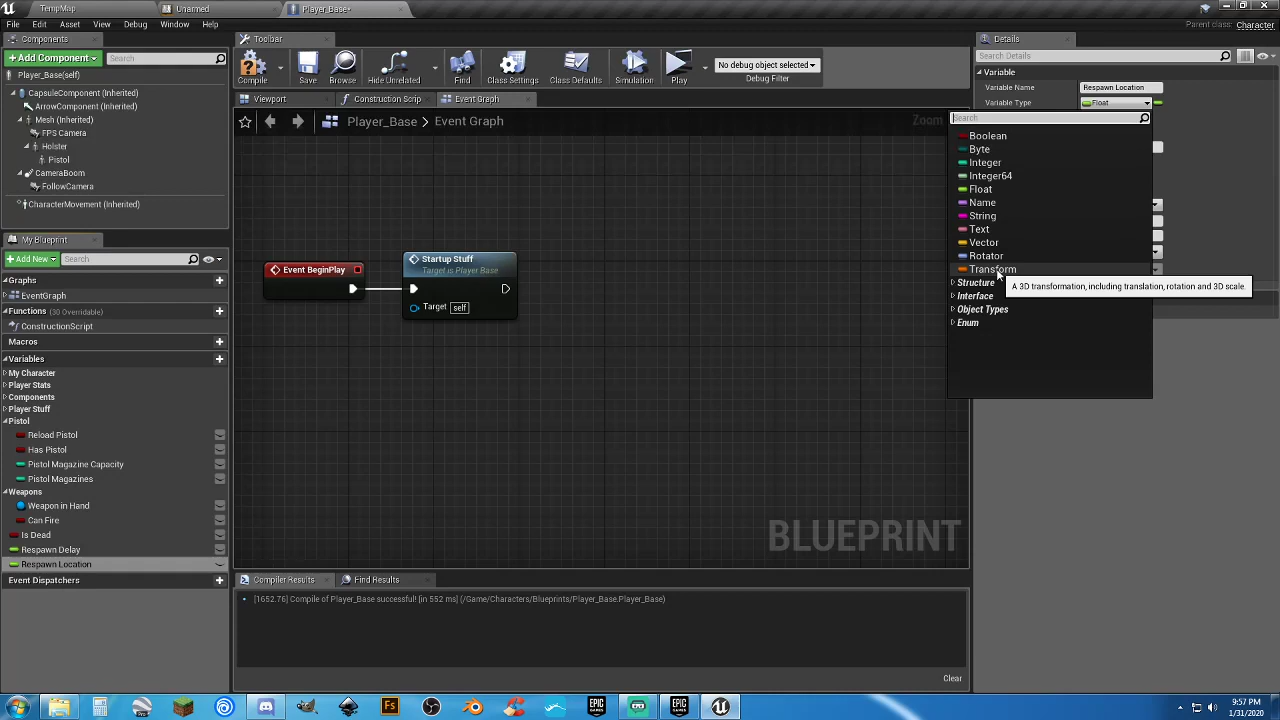 TempMap
Unarmed
Player_Base*
File Edit Asset View Debug Window Help
Parent class: Character
Components
Toolbar
Details
+Add Component
Search
Search Details
Player_Base(self)
Variable
CapsuleComponent (Inherited)
Compile Save Browse Hide Unrelated Class Settings Class Defaults Simulation Play
No debug object selected
Debug Filter
Variable Name Respawn Location
ArrowComponent (Inherited)
Viewport Construction Scrip Event Graph
Variable Type Float
Mesh (Inherited)
Search
FPS Camera
Player_Base > Event Graph
Zoom
Boolean
Holster
Byte
Pistol
Integer
CameraBoom
Integer64
FollowCamera
Float
CharacterMovement (Inherited)
Name
String
Text
My Blueprint
Vector
+Add New Search
Rotator
Graphs
Event BeginPlay
Startup Stuff
Target is Player Base
Target self
Transform
EventGraph
Structure
A 3D transformation, including translation, rotation and 3D scale.
Functions (30 Overridable)
Interface
ConstructionScript
Object Types
Macros
Enum
Variables
My Character
Player Stats
Components
Player Stuff
Pistol
Reload Pistol
Has Pistol
Pistol Magazine Capacity
Pistol Magazines
Weapons
Weapon in Hand
Can Fire
Is Dead
BLUEPRINT
Respawn Delay
Respawn Location
Event Dispatchers
Compiler Results Find Results
[1652.76] Compile of Player_Base successful! [in 552 ms] (/Game/Characters/Blueprints/Player_Base.Player_Base)
Clear
Pro
Fs
EPIC GAMES
EPIC GAMES
9:57 PM
1/31/2020